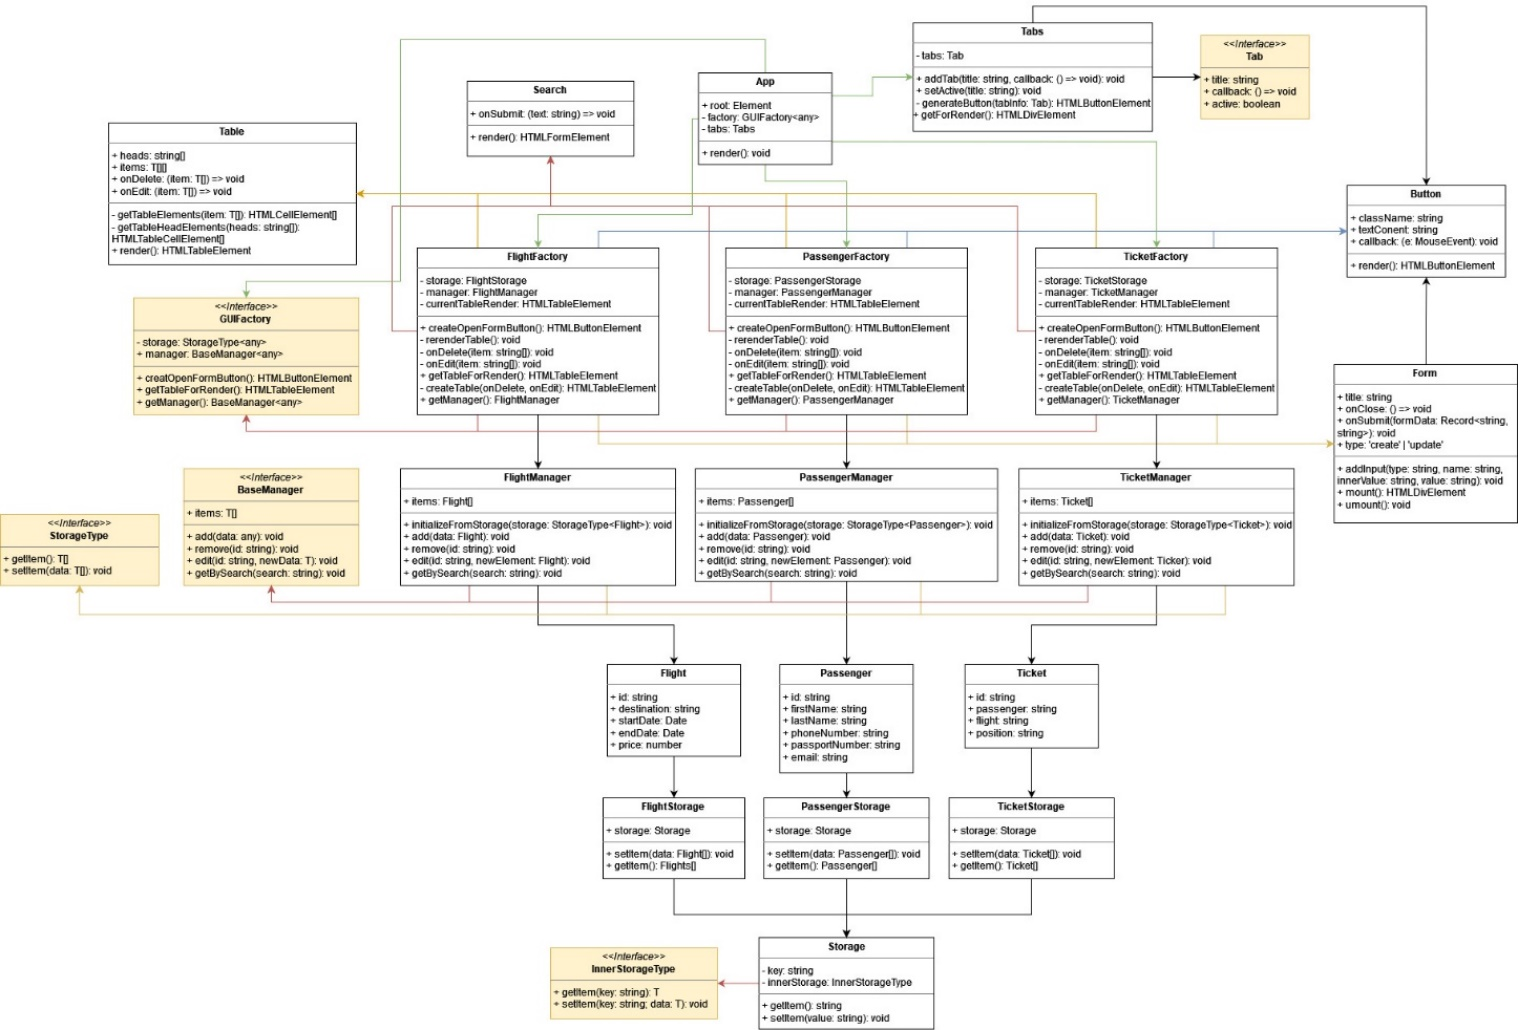 Tabs
- tabs: Tab
+ addTab(title: string, callback: () => void): void
+ setActive(title: string): void
- generateButton(tabInfo: Tab): HTMLButtonElement
+ getForRender(): HTMLDivElement
<<Interface>>
Tab
+ title: string
+ callback: () => void
+ active: boolean
App
+ root: Element
- factory: GUIFactory<any>
- tabs: Tabs
+ render(): void
Search
+ onSubmit: (text: string) => void
+ render(): HTMLFormElement
Table
+ heads: string[]
+ items: T[][]
+ onDelete: (item: T[]) => void
+ onEdit: (item: T[]) => void
- getTableElements(item: T[]): HTMLCellElement[]
- getTableHeadElements(heads: string[]):
HTMLTableCellElement[]
+ render(): HTMLTableElement
Button
+ className: string
+ textConent: string
+ callback: (e: MouseEvent): void
+ render(): HTMLButtonElement
FlightFactory
- storage: FlightStorage
- manager: FlightManager
- currentTableRender: HTMLTableElement
+ createOpenFormButton(): HTMLButtonElement
- rerenderTable(): void
- onDelete(item: string[]): void
- onEdit(item: string[]): void
+ getTableForRender(): HTMLTableElement
- createTable(onDelete, onEdit): HTMLTableElement
+ getManager(): FlightManager
PassengerFactory
- storage: PassengerStorage
- manager: PassengerManager
- currentTableRender: HTMLTableElement
+ createOpenFormButton(): HTMLButtonElement
- rerenderTable(): void
- onDelete(item: string[]): void
- onEdit(item: string[]): void
+ getTableForRender(): HTMLTableElement
- createTable(onDelete, onEdit): HTMLTableElement
+ getManager(): PassengerManager
TicketFactory
- storage: TicketStorage
- manager: TicketManager
- currentTableRender: HTMLTableElement
+ createOpenFormButton(): HTMLButtonElement
- rerenderTable(): void
- onDelete(item: string[]): void
- onEdit(item: string[]): void
+ getTableForRender(): HTMLTableElement
- createTable(onDelete, onEdit): HTMLTableElement
+ getManager(): TicketManager
<<Interface>>
GUIFactory
- storage: StorageType<any>
+ manager: BaseManager<any>
+ creatOpenFormButton(): HTMLButtonElement
+ getTableForRender(): HTMLTableElement
+ getManager(): BaseManager<any>
Form
+ title: string
+ onClose: () => void
+ onSubmit(formData: Record<string,
string>): void
+ type: 'create' | 'update'
+ addInput(type: string, name: string,
innerValue: string, value: string): void
+ mount(): HTMLDivElement
+ umount(): void
<<Interface>>
BaseManager
+ items: T[]
+ add(data: any): void
+ remove(id: string): void
+ edit(id: string, newData: T): void
+ getBySearch(search: string): void
<<Interface>>
StorageType
+ getItem(): T[]
+ setItem(data: T[]): void
FlightManager
+ items: Flight[]
+ initializeFromStorage(storage: StorageType<Flight>): void
+ add(data: Flight): void
+ remove(id: string): void
+ edit(id: string, newElement: Flight): void
+ getBySearch(search: string): void
PassengerManager
+ items: Passenger[]
+ initializeFromStorage(storage: StorageType<Passenger>): void
+ add(data: Passenger): void
+ remove(id: string): void
+ edit(id: string, newElement: Passenger): void
+ getBySearch(search: string): void
TicketManager
+ items: Ticket[]
+ initializeFromStorage(storage: StorageType<Ticket>): void
+ add(data: Ticket): void
+ remove(id: string): void
+ edit(id: string, newElement: Ticker): void
+ getBySearch(search: string): void
Flight
+ id: string
+ destination: string
+ startDate: Date
+ endDate: Date
+ price: number
Passenger
+ id: string
+ firstName: string
+ lastName: string
+ phoneNumber: string
+ passportNumber: string
+ email: string
Ticket
+ id: string
+ passenger: string
+ flight: string
+ position: string
FlightStorage
+ storage: Storage
+ setItem(data: Flight[]): void
+ getItem(): Flights[]
PassengerStorage
+ storage: Storage
+ setItem(data: Passenger[]): void
+ getItem(): Passenger[]
TicketStorage
+ storage: Storage
+ setItem(data: Ticket[]): void
+ getItem(): Ticket[]
<<Interface>>
InnerStorageType
+ getItem(key: string): T
+ setItem(key: string; data: T): void
Storage
- key: string
- innerStorage: InnerStorageType
+ getItem(): string
+ setItem(value: string): void